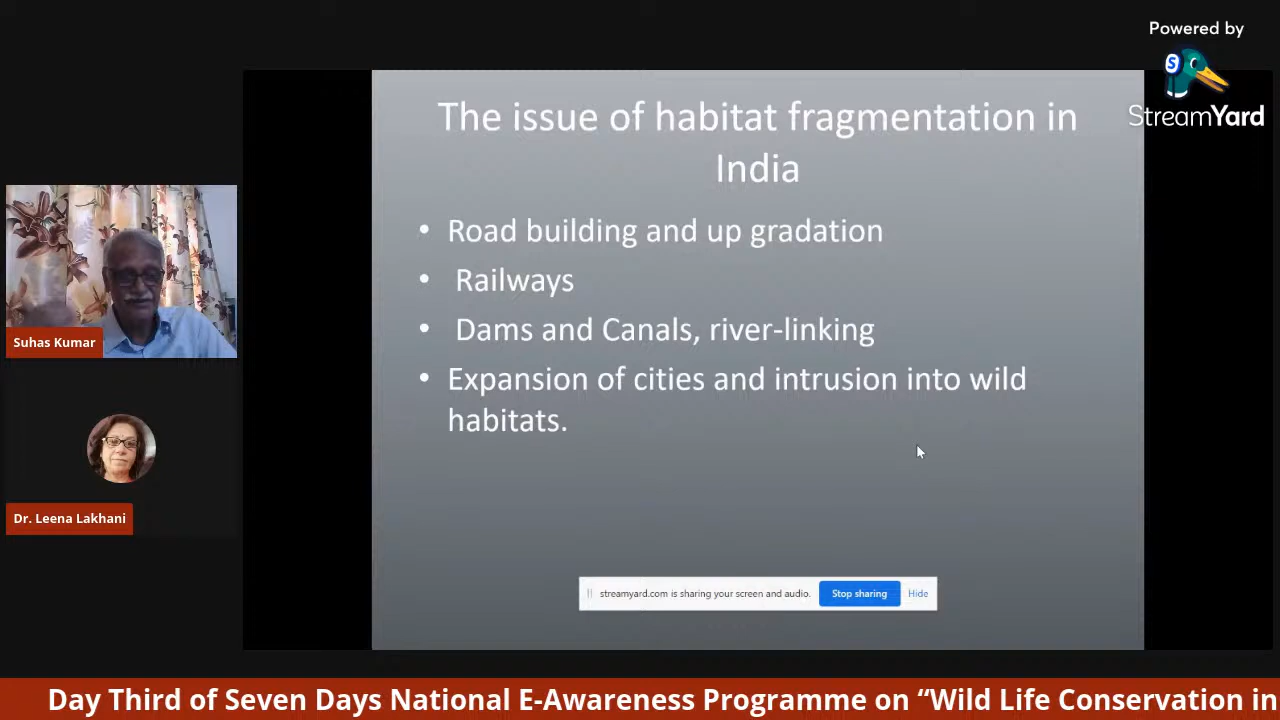 Powered by
StreamYard
The issue of habitat fragmentation in
India
• Road building and up gradation
• Railways
• Dams and Canals, river-linking
• Expansion of cities and intrusion into wild
habitats.
Suhas Kumar
Dr. Leena Lakhani
streamyard.com is sharing your screen and audio. Stop sharing Hide
Day Third of Seven Days National E-Awareness Programme on “Wild Life Conservation in